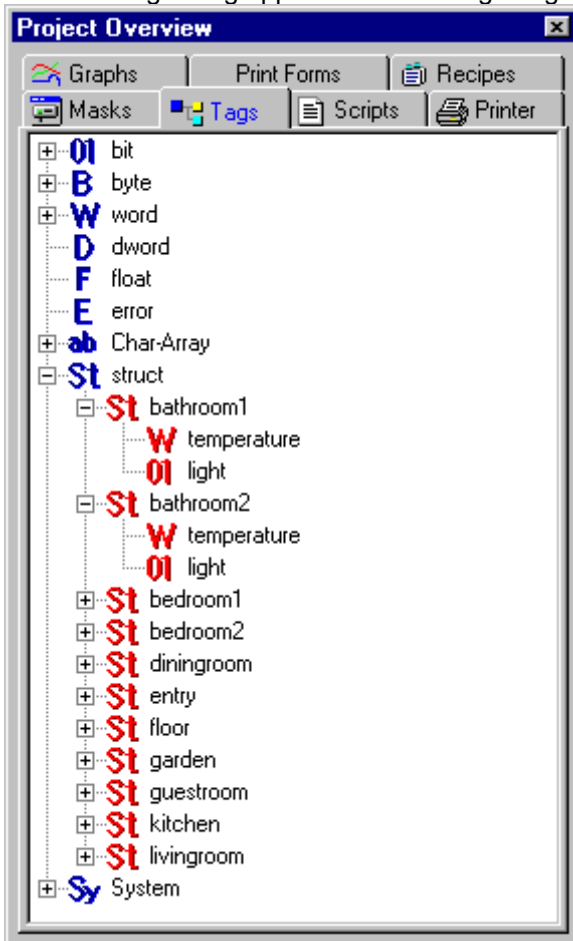 Project Overview
Graphs Print Forms Recipes
Masks Tags Scripts Printer
01 bit
B byte
W word
D dword
F float
E error
ab Char-Array
St struct
St bathroom1
W temperature
01 light
St bathroom2
W temperature
01 light
St bedroom1
St bedroom2
St diningroom
St entry
St floor
St garden
St guestroom
St kitchen
St livingroom
Sy System